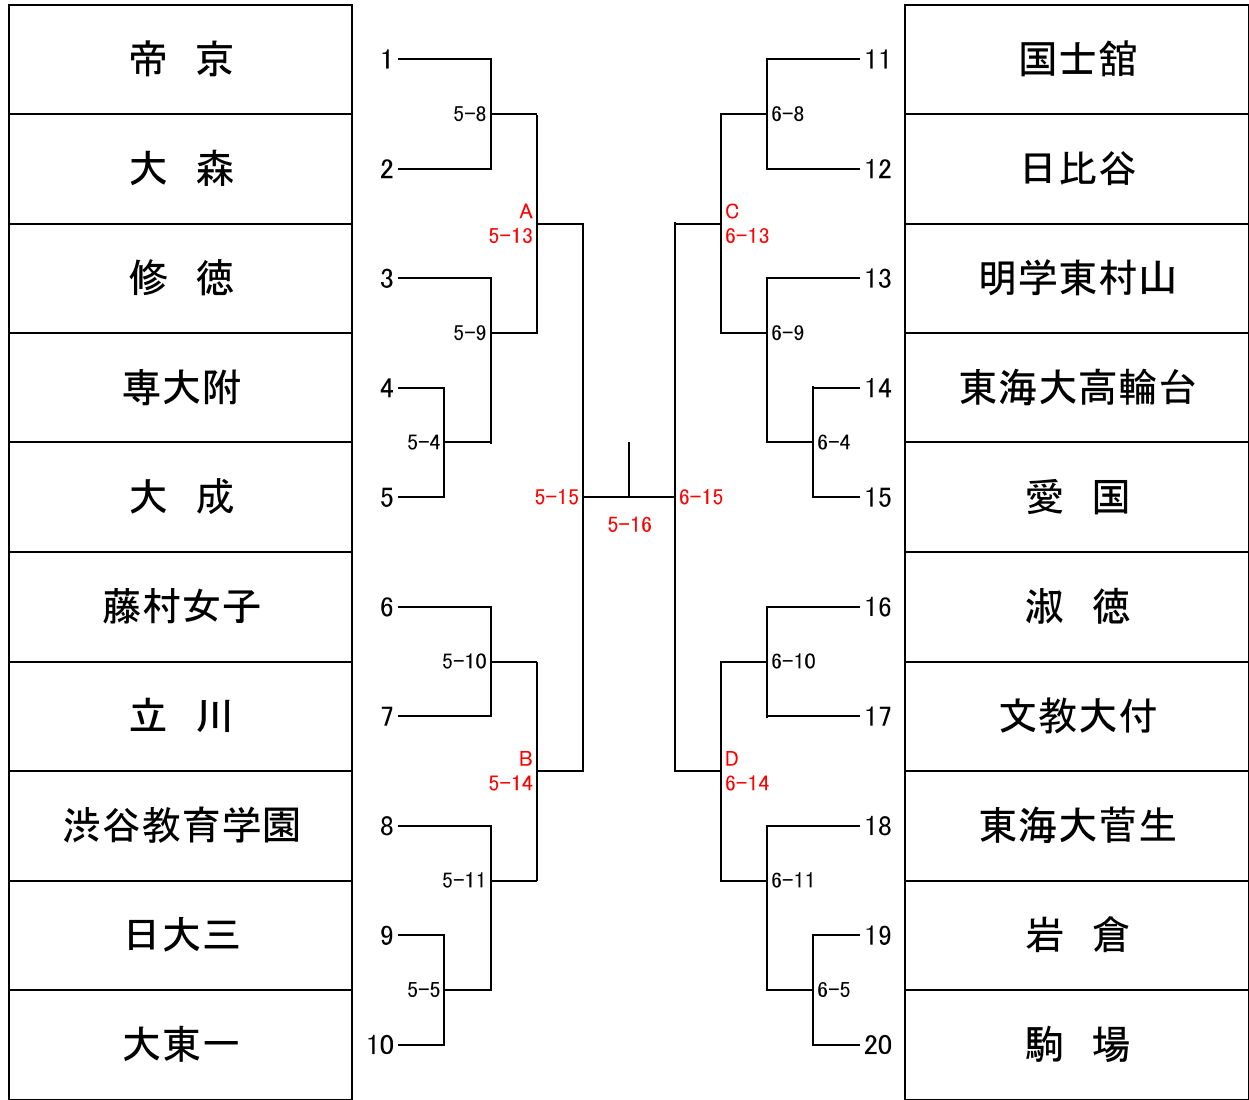 帝 京
1
5-8
大 森
2
A
5-13
修 徳
3
5-9
専大附
4
5-4
大 成
5
5-15
5-16
藤村女子
6
5-10
立 川
7
B
5-14
渋谷教育学園
8
5-11
日大三
9
5-5
大東一
10
11
国士舘
6-8
12
日比谷
C
6-13
13
明学東村山
6-9
14
東海大高輪台
6-4
15
愛 国
6-15
16
淑 徳
6-10
17
文教大付
D
6-14
18
東海大菅生
6-11
19
岩 倉
6-5
20
駒 場